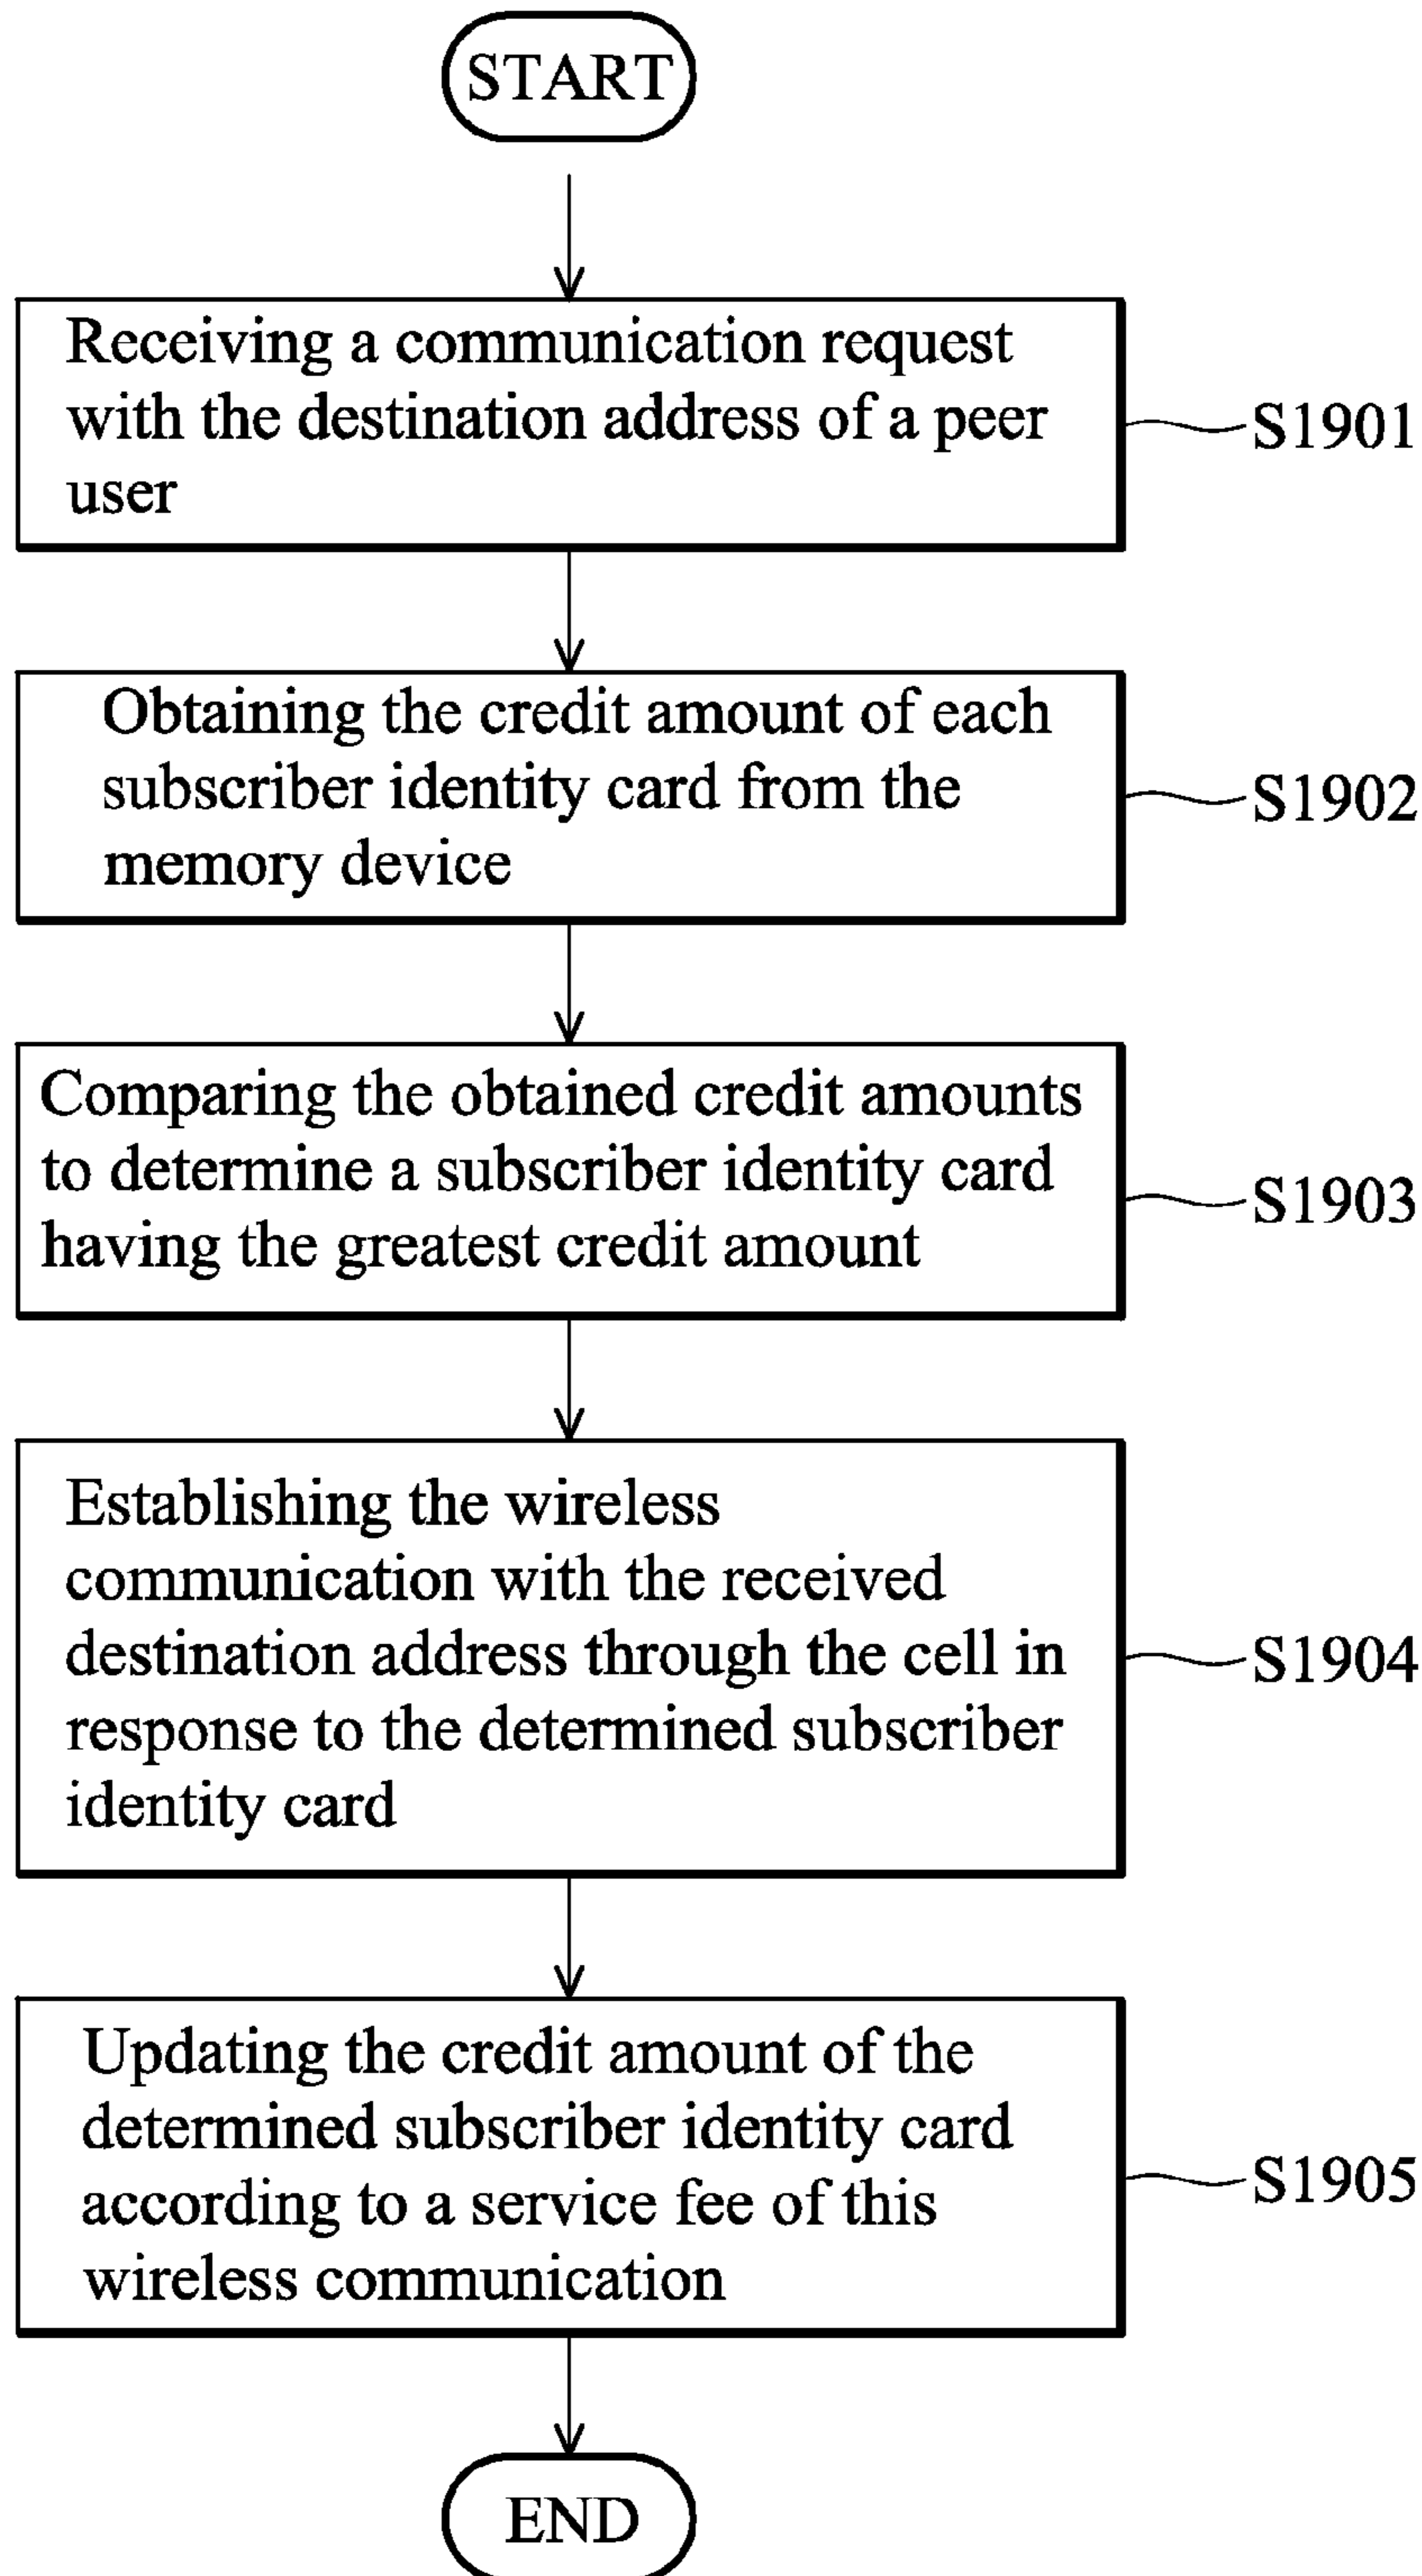 START
Receiving a communication request
with the destination address of a peer
user
S1901
Obtaining the credit amount of each
subscriber identity card from the
memory device
S1902
Comparing the obtained credit amounts
to determine a subscriber identity card
having the greatest credit amount
S1903
Establishing the wireless
communication with the received
destination address through the cell in
response to the determined subscriber
identity card
S1904
Updating the credit amount of the
determined subscriber identity card
according to a service fee of this
wireless communication
S1905
END